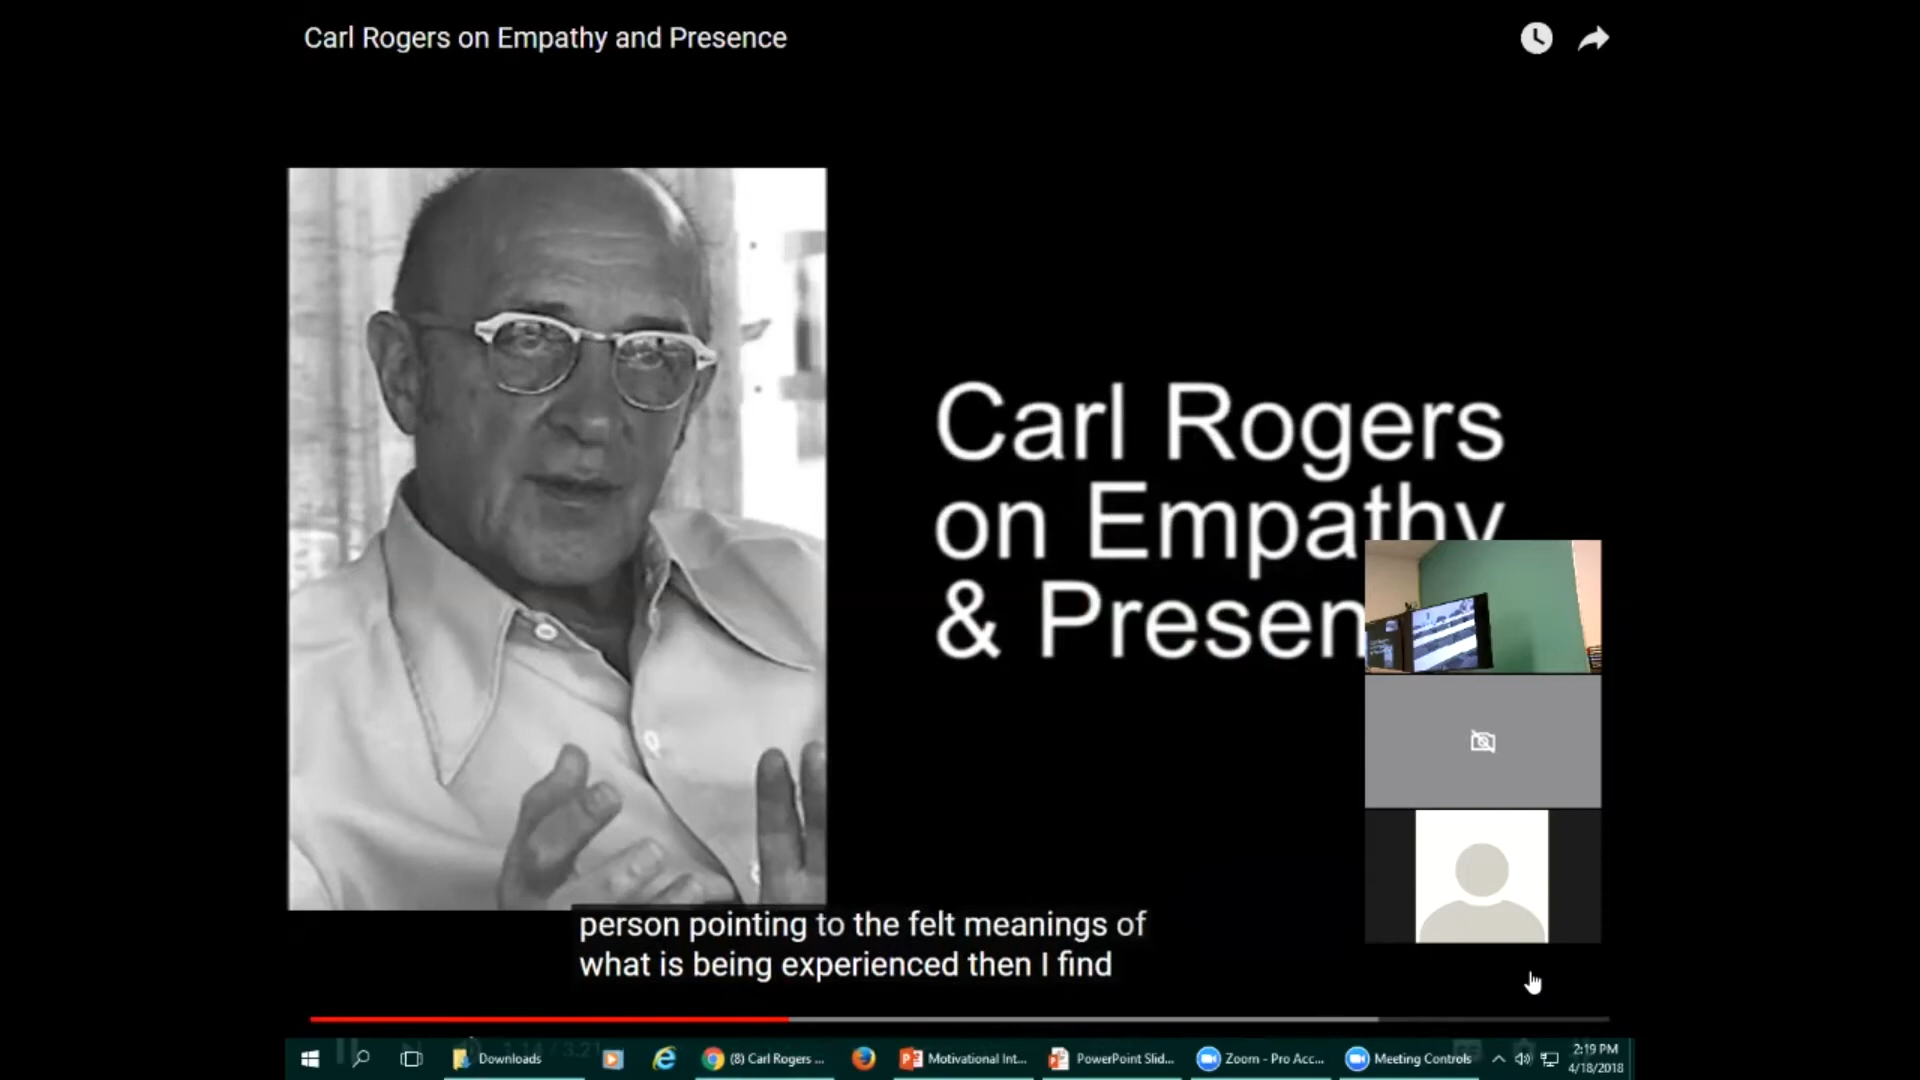 Carl Rogers on Empathy and Presence
Carl Rogers
on Empathy
& Presen
person pointing to the felt meanings of
what is being experienced then I find
Downloads
(8) Carl Rogers ...
Motivational Int...
PowerPoint Slid...
Zoom - Pro Acc...
Meeting Controls
2:19 PM
4/18/2018